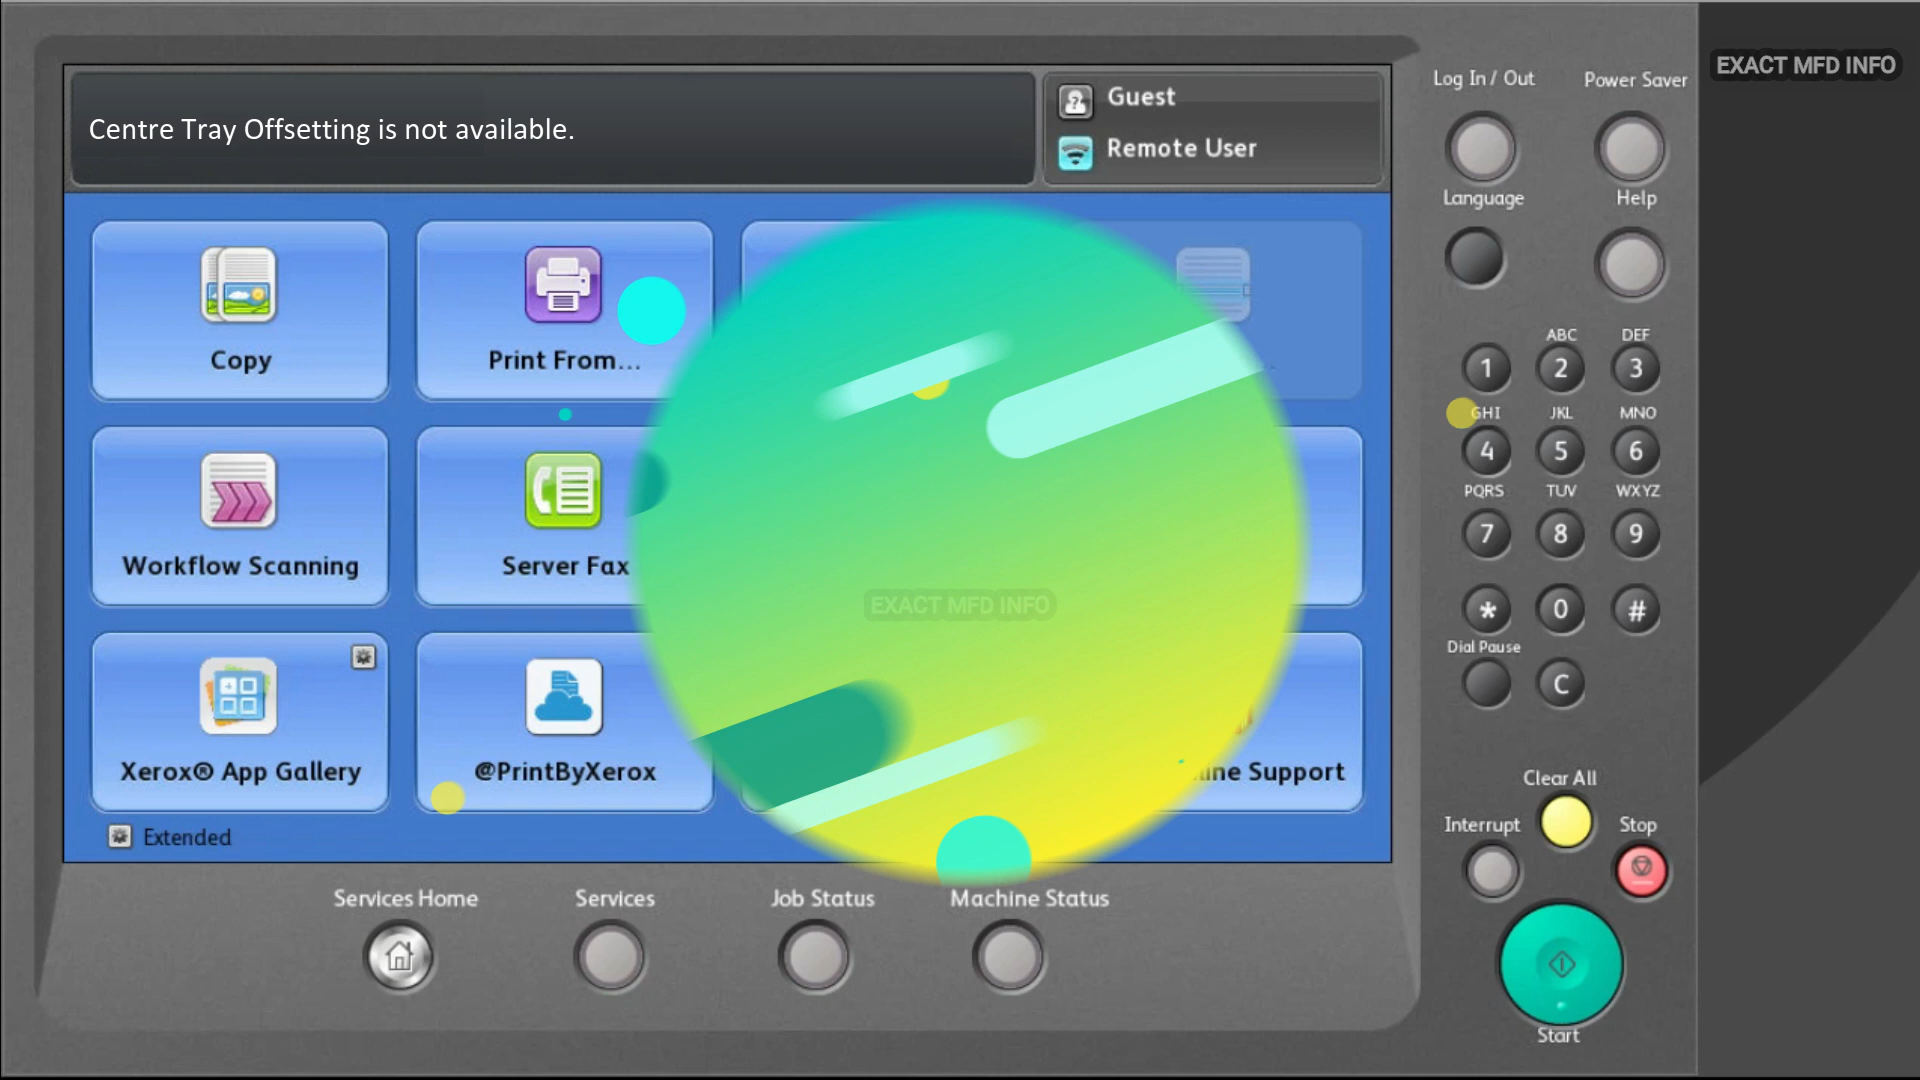 EXACT MFD INFO
Centre Tray Offsetting is not available.
Guest
Remote User
Log In / Out
Power Saver
Language
Help
Copy
Print From...
Workflow Scanning
Server Fax
Xerox® App Gallery
@PrintByXerox
Support
Extended
EXACT MFD INFO
1
ABC
2
DEF
3
GHI
4
JKL
5
MNO
6
PQRS
7
TUV
8
WXYZ
9
*
0
#
Dial Pause
C
Clear All
Interrupt
Stop
Start
Services Home
Services
Job Status
Machine Status